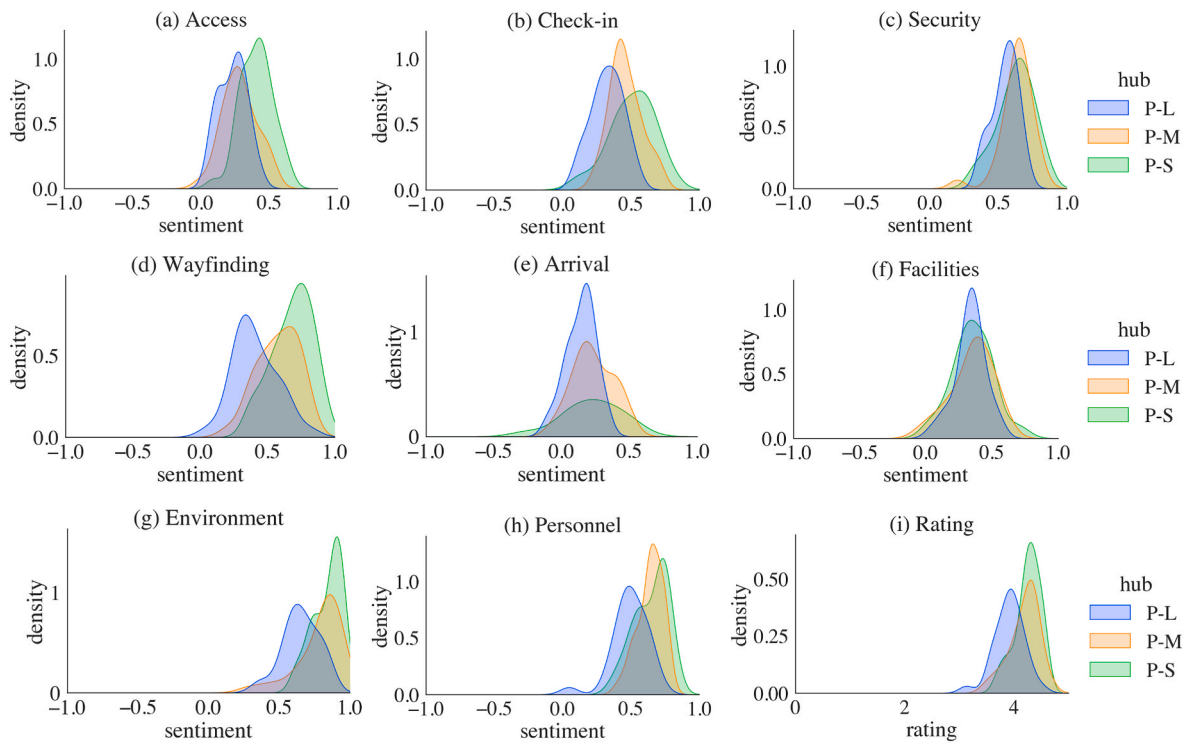 (a) Access
density
1.0
0.5
0.0
−1.0 −0.5 0.0 0.5 1.0
sentiment
(b) Check-in
density
1.0
0.5
0.0
−1.0 −0.5 0.0 0.5 1.0
sentiment
(c) Security
density
1.0
0.5
0.0
−1.0 −0.5 0.0 0.5 1.0
sentiment
hub
P-L
P-M
P-S
(d) Wayfinding
density
0.5
0.0
−1.0 −0.5 0.0 0.5 1.0
sentiment
(e) Arrival
density
1
0
−1.0 −0.5 0.0 0.5 1.0
sentiment
(f) Facilities
density
1.0
0.5
0.0
−1.0 −0.5 0.0 0.5 1.0
sentiment
hub
P-L
P-M
P-S
(g) Environment
density
1
0
−1.0 −0.5 0.0 0.5 1.0
sentiment
(h) Personnel
density
1.0
0.5
0.0
−1.0 −0.5 0.0 0.5 1.0
sentiment
(i) Rating
density
0.50
0.25
0.00
0 2 4
rating
hub
P-L
P-M
P-S